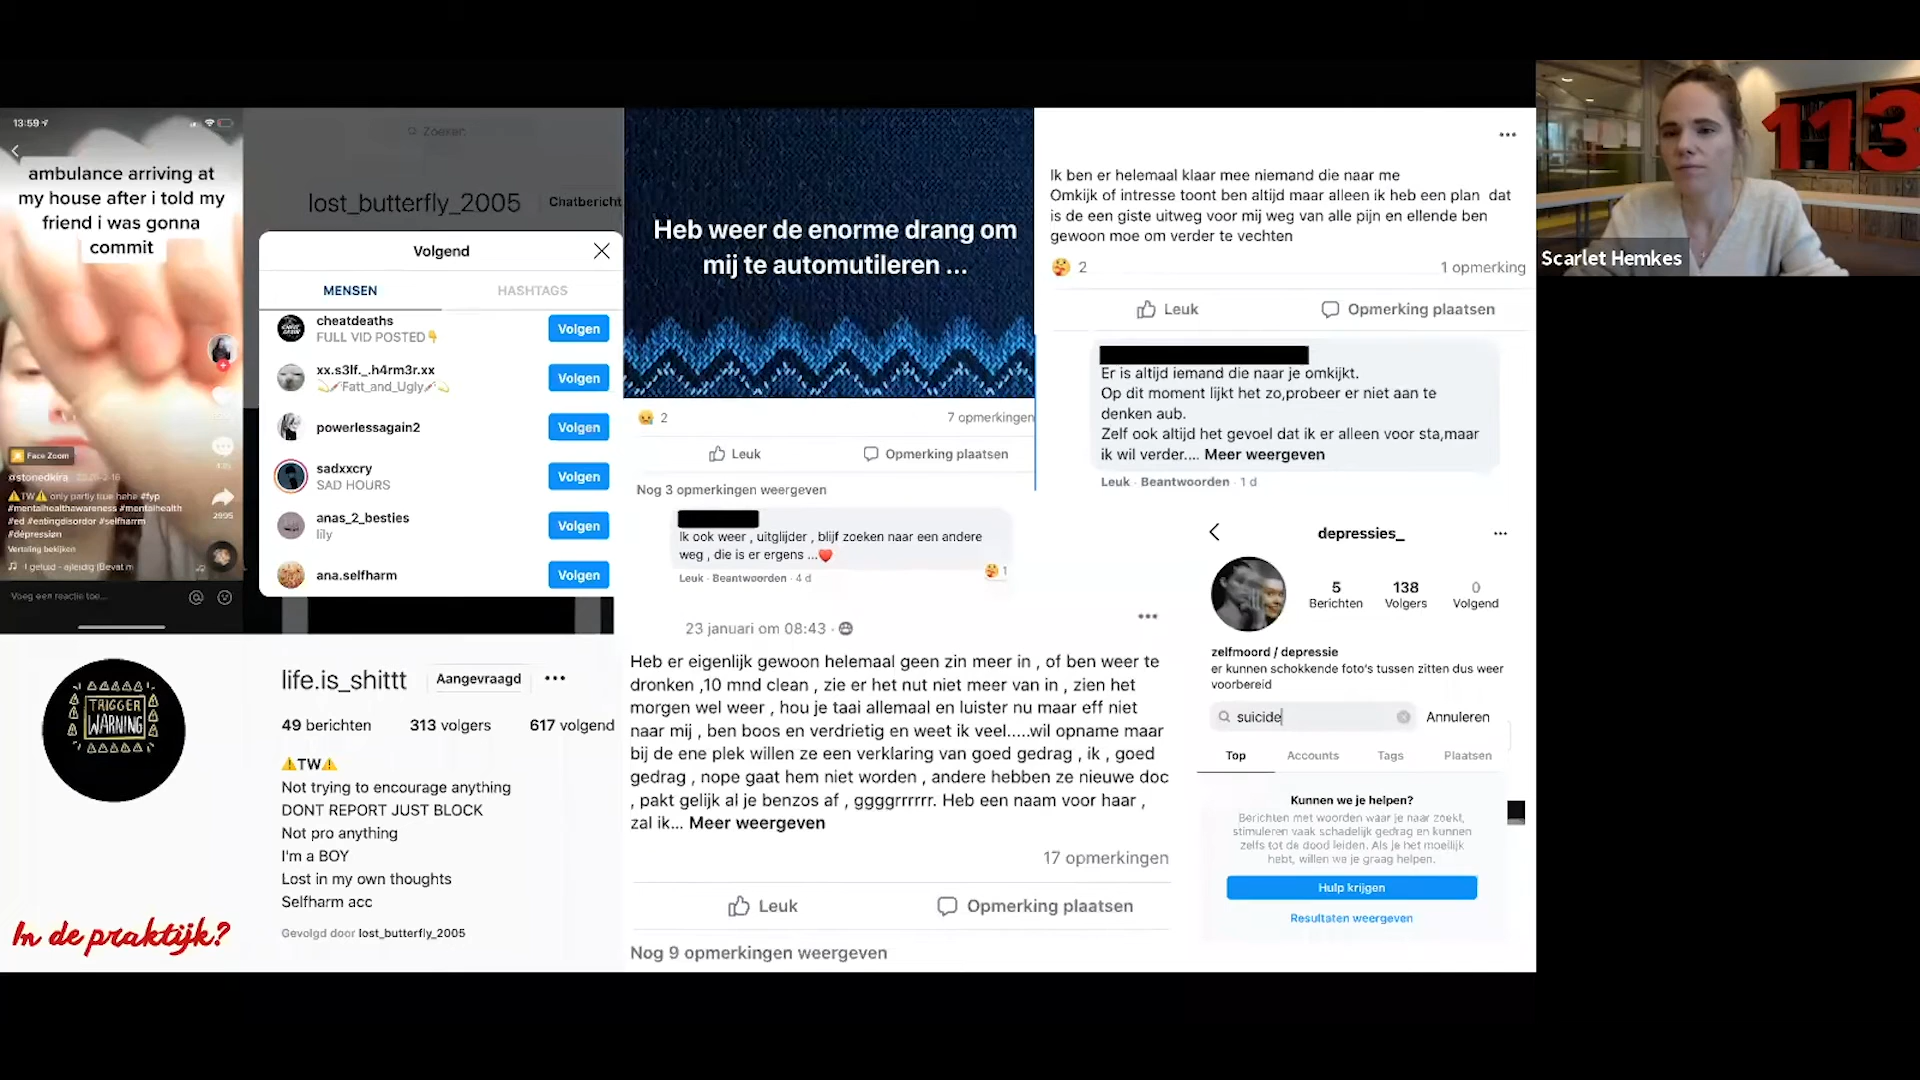 13:59
ambulance arriving at
my house after i told my
friend i was gonna
commit
Face Zoom
@stonedkira
⚠️TW⚠️ only partly true hehe #fyp
#mentalhealthawareness #mentalhealth
#ed #eatingdisordor #selfharm
#depression
Vertaling bekijken
2995
Voeg een reactie toe...
Zoeken
lost_butterfly_2005
Chatbericht
Volgend
MENSEN
HASHTAGS
cheatdeaths
FULL VID POSTED👇
Volgen
xx.s3lf._.h4rm3r.xx
Fatt_and_Ugly
Volgen
powerlessagain2
Volgen
sadxxcry
SAD HOURS
Volgen
anas_2_besties
lily
Volgen
ana.selfharm
Volgen
TRIGGER
WARNING
In de praktijk?
life.is_shittt
Aangevraagd
49 berichten
313 volgers
617 volgend
⚠️TW⚠️
Not trying to encourage anything
DONT REPORT JUST BLOCK
Not pro anything
I'm a BOY
Lost in my own thoughts
Selfharm acc
Gevolgd door lost_butterfly_2005
Heb weer de enorme drang om
mij te automutileren ...
2
7 opmerkingen
Leuk
Opmerking plaatsen
Nog 3 opmerkingen weergeven
Ik ook weer , uitglijder , blijf zoeken naar een andere
weg , die is er ergens ...❤️
Leuk · Beantwoorden · 4 d
1
23 januari om 08:43 ·
Heb er eigenlijk gewoon helemaal geen zin meer in , of ben weer te
dronken ,10 mnd clean , zie er het nut niet meer van in , zien het
morgen wel weer , hou je taai allemaal en luister nu maar eff niet
naar mij , ben boos en verdrietig en weet ik veel.....wil opname maar
bij de ene plek willen ze een verklaring van goed gedrag , ik , goed
gedrag , nope gaat hem niet worden , andere hebben ze nieuwe doc
, pakt gelijk al je benzos af , ggggrrrrrr. Heb een naam voor haar ,
zal ik... Meer weergeven
17 opmerkingen
Leuk
Opmerking plaatsen
Nog 9 opmerkingen weergeven
Ik ben er helemaal klaar mee niemand die naar me
Omkijk of intresse toont ben altijd maar alleen ik heb een plan dat
is de een giste uitweg voor mij weg van alle pijn en ellende ben
gewoon moe om verder te vechten
2
1 opmerking
Leuk
Opmerking plaatsen
Er is altijd iemand die naar je omkijkt.
Op dit moment lijkt het zo,probeer er niet aan te
denken aub.
Zelf ook altijd het gevoel dat ik er alleen voor sta,maar
ik wil verder.... Meer weergeven
Leuk · Beantwoorden · 1 d
depressies_
5
Berichten
138
Volgers
0
Volgend
zelfmoord / depressie
er kunnen schokkende foto's tussen zitten dus weer
voorbereid
suicide
Annuleren
Top
Accounts
Tags
Plaatsen
Kunnen we je helpen?
Berichten met woorden waar je naar zoekt,
stimuleren vaak schadelijk gedrag en kunnen
zelfs tot de dood leiden. Als je het moeilijk
hebt, willen we je graag helpen.
Hulp krijgen
Resultaten weergeven
113
Scarlet Hemkes